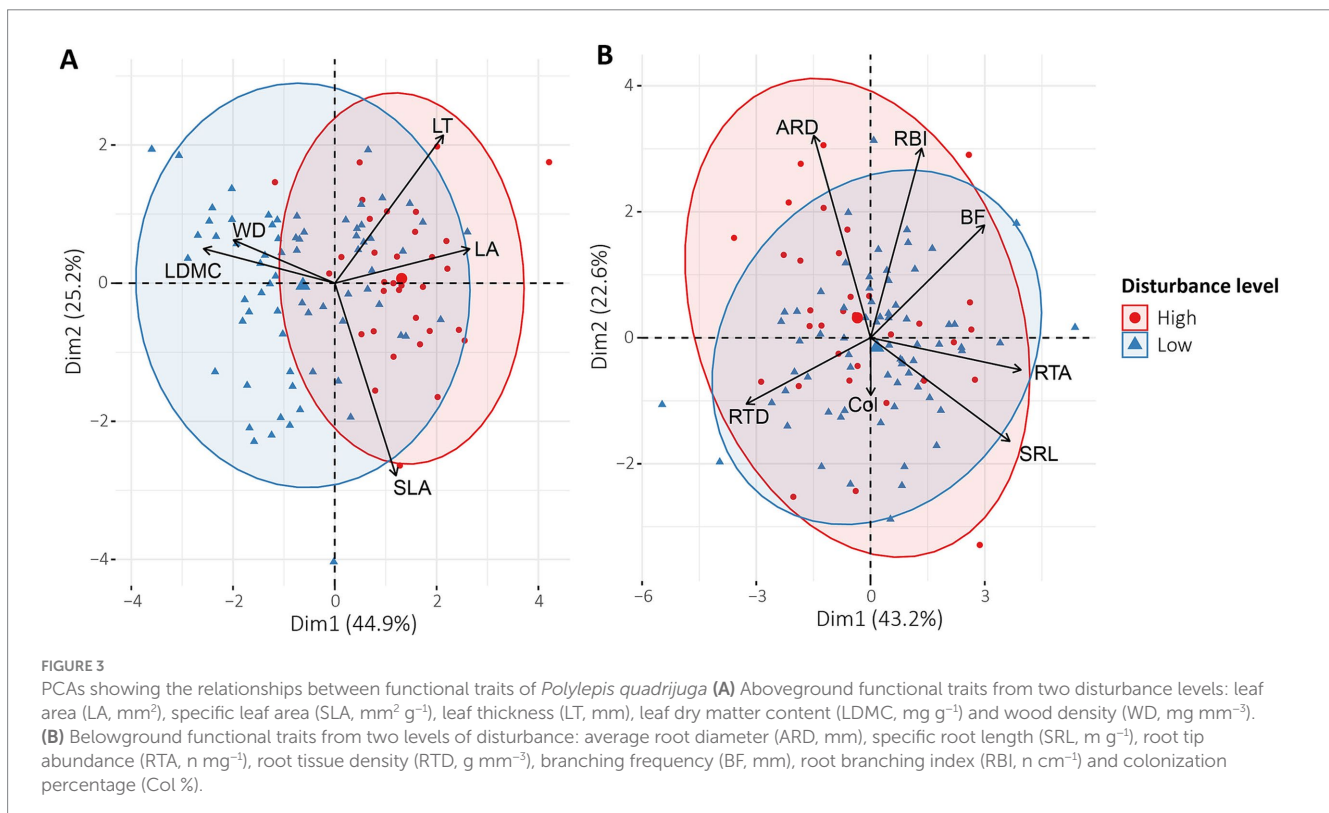 A
B
LT
WD
LA
LDMC
SLA
2
0
−2
−4
−4
−2
0
2
4
Dim2 (25.2%)
Dim1 (44.9%)
ARD
RBI
BF
RTA
RTD
Col
SRL
4
2
0
−2
−6
−3
0
3
Dim2 (22.6%)
Dim1 (43.2%)
Disturbance level
High
Low
FIGURE 3
PCAs showing the relationships between functional traits of Polylepis quadrijuga (A) Aboveground functional traits from two disturbance levels: leaf
area (LA, mm²), specific leaf area (SLA, mm² g⁻¹), leaf thickness (LT, mm), leaf dry matter content (LDMC, mg g⁻¹) and wood density (WD, mg mm⁻³).
(B) Belowground functional traits from two levels of disturbance: average root diameter (ARD, mm), specific root length (SRL, m g⁻¹), root tip
abundance (RTA, n mg⁻¹), root tissue density (RTD, g mm⁻³), branching frequency (BF, mm), root branching index (RBI, n cm⁻¹) and colonization
percentage (Col %).